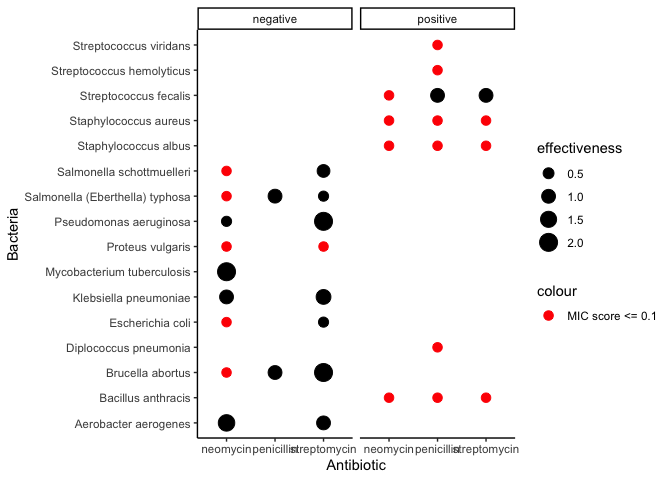 negative
positive
Streptococcus viridans
Streptococcus hemolyticus
Streptococcus fecalis
Staphylococcus aureus
Staphylococcus albus
Salmonella schottmuelleri
Salmonella (Eberthella) typhosa
Pseudomonas aeruginosa
Proteus vulgaris
Mycobacterium tuberculosis
Klebsiella pneumoniae
Escherichia coli
Diplococcus pneumonia
Brucella abortus
Bacillus anthracis
Aerobacter aerogenes
Bacteria
neomycin penicillin streptomycin
neomycin penicillin streptomycin
Antibiotic
effectiveness
0.5
1.0
1.5
2.0
colour
MIC score <= 0.1